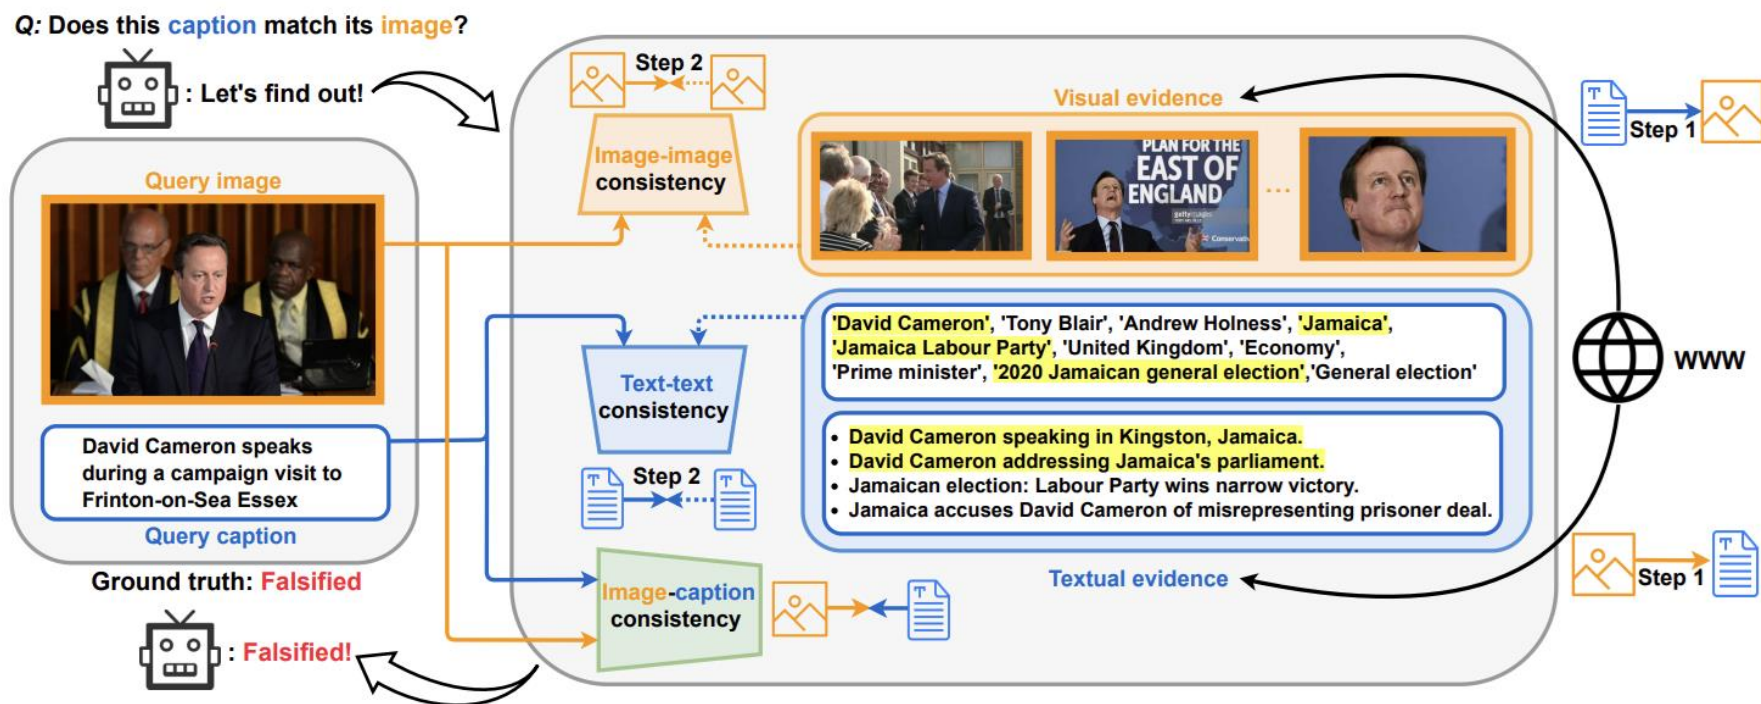 Q: Does this caption match its image?
: Let's find out!
Query image
David Cameron speaks
during a campaign visit to
Frinton-on-Sea Essex
Query caption
Ground truth: Falsified
: Falsified!
Step 2
Image-image
consistency
Text-text
consistency
Step 2
Image-caption
consistency
Visual evidence
PLAN FOR THE
EAST OF
ENGLAND
gettyimages
Conservativ
...
'David Cameron', 'Tony Blair', 'Andrew Holness', 'Jamaica',
'Jamaica Labour Party', 'United Kingdom', 'Economy',
'Prime minister', '2020 Jamaican general election','General election'
• David Cameron speaking in Kingston, Jamaica.
• David Cameron addressing Jamaica's parliament.
• Jamaican election: Labour Party wins narrow victory.
• Jamaica accuses David Cameron of misrepresenting prisoner deal.
Textual evidence
T
Step 1
WWW
T
Step 1
T
T
T